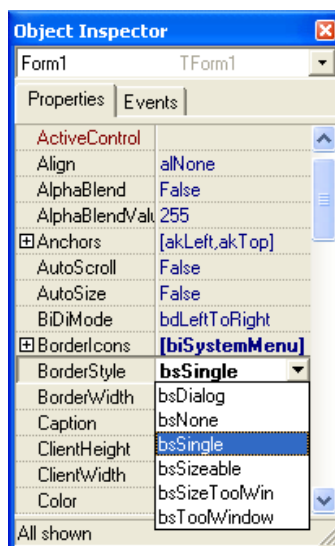 Object Inspector
Form1 TForm1
Properties Events
ActiveControl
Align alNone
AlphaBlend False
AlphaBlendValu 255
Anchors [akLeft,akTop]
AutoScroll False
AutoSize False
BiDiMode bdLeftToRight
BorderIcons [biSystemMenu]
BorderStyle bsSingle
BorderWidth bsDialog
Caption bsNone
ClientHeight bsSingle
ClientWidth bsSizeable
Color bsSizeToolWin
bsToolWindow
All shown